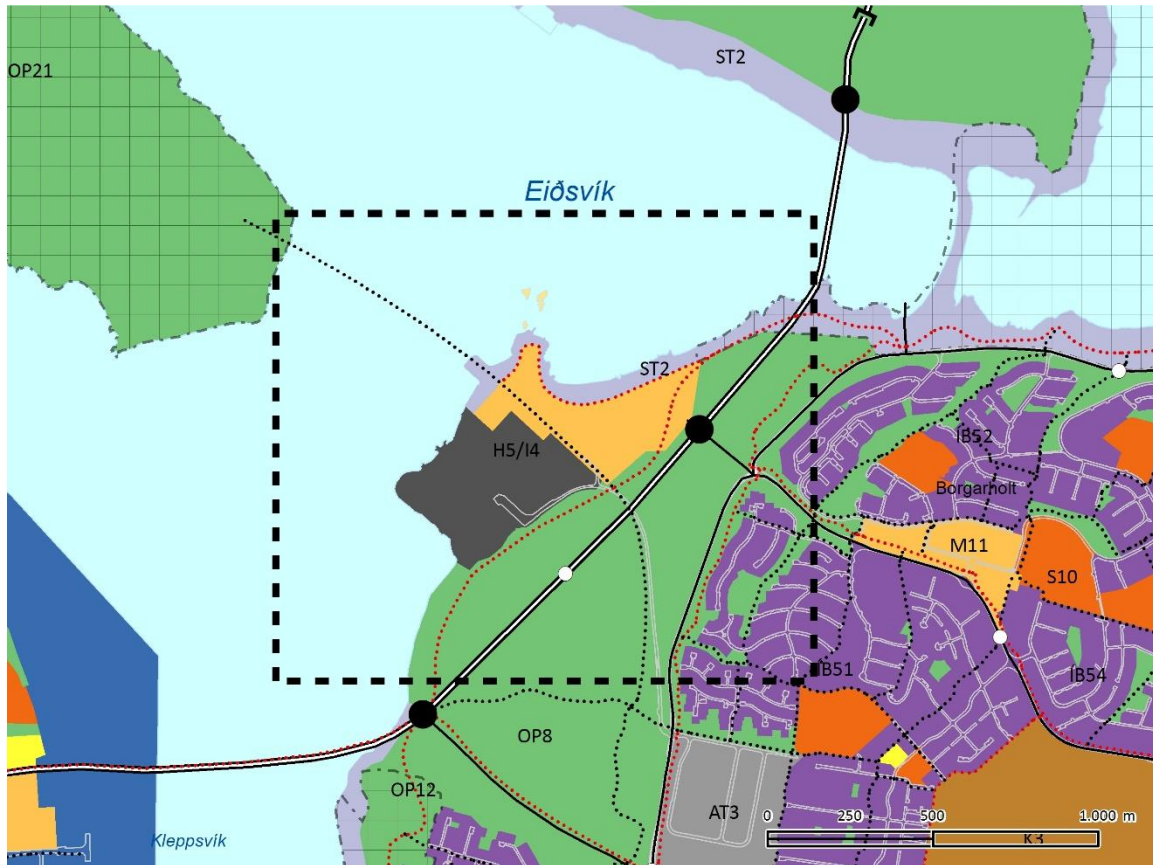 ST2
OP21
Eiðsvík
ST2
H5/I4
ÍB52
Borgarholt
M11
S10
ÍB51
ÍB54
OP8
OP12
AT3
0 250 500 1.000 m
K3
Kleppsvík